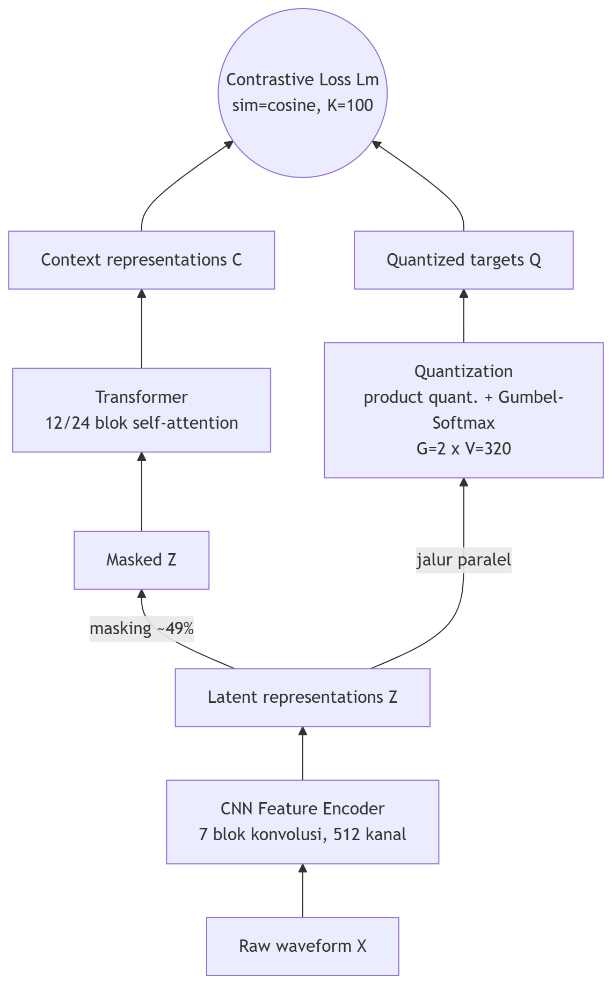 Contrastive Loss Lm
sim=cosine, K=100
Context representations C
Quantized targets Q
Transformer
12/24 blok self-attention
Quantization
product quant. + Gumbel-
Softmax
G=2 x V=320
Masked Z
jalur paralel
masking ~49%
Latent representations Z
CNN Feature Encoder
7 blok konvolusi, 512 kanal
Raw waveform X